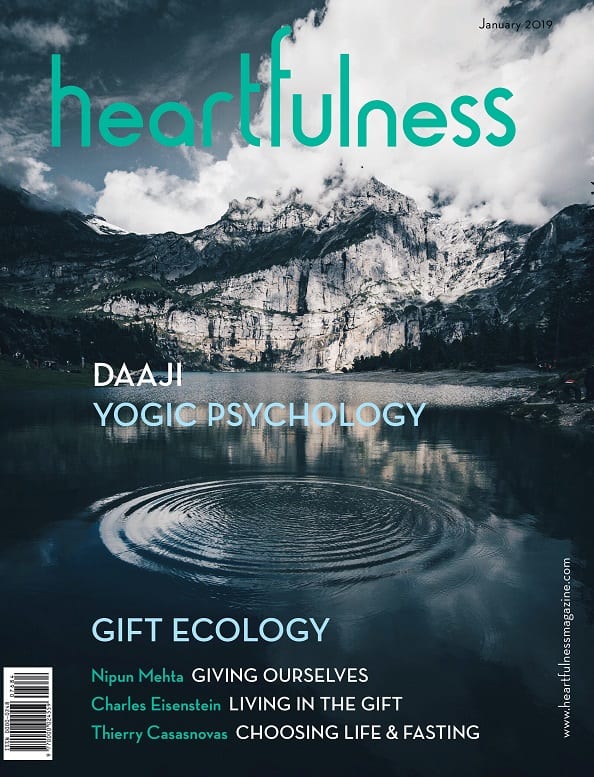 January 2019
heartfulness
DAAJI
YOGIC PSYCHOLOGY
GIFT ECOLOGY
Nipun Mehta GIVING OURSELVES
Charles Eisenstein LIVING IN THE GIFT
Thierry Casasnovas CHOOSING LIFE & FASTING
www.heartfulnessmagazine.com